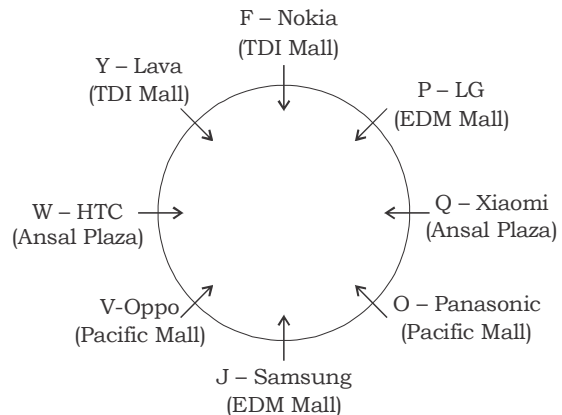 F – Nokia
(TDI Mall)
Y – Lava
(TDI Mall)
P – LG
(EDM Mall)
W – HTC
(Ansal Plaza)
Q – Xiaomi
(Ansal Plaza)
V-Oppo
(Pacific Mall)
O – Panasonic
(Pacific Mall)
J – Samsung
(EDM Mall)